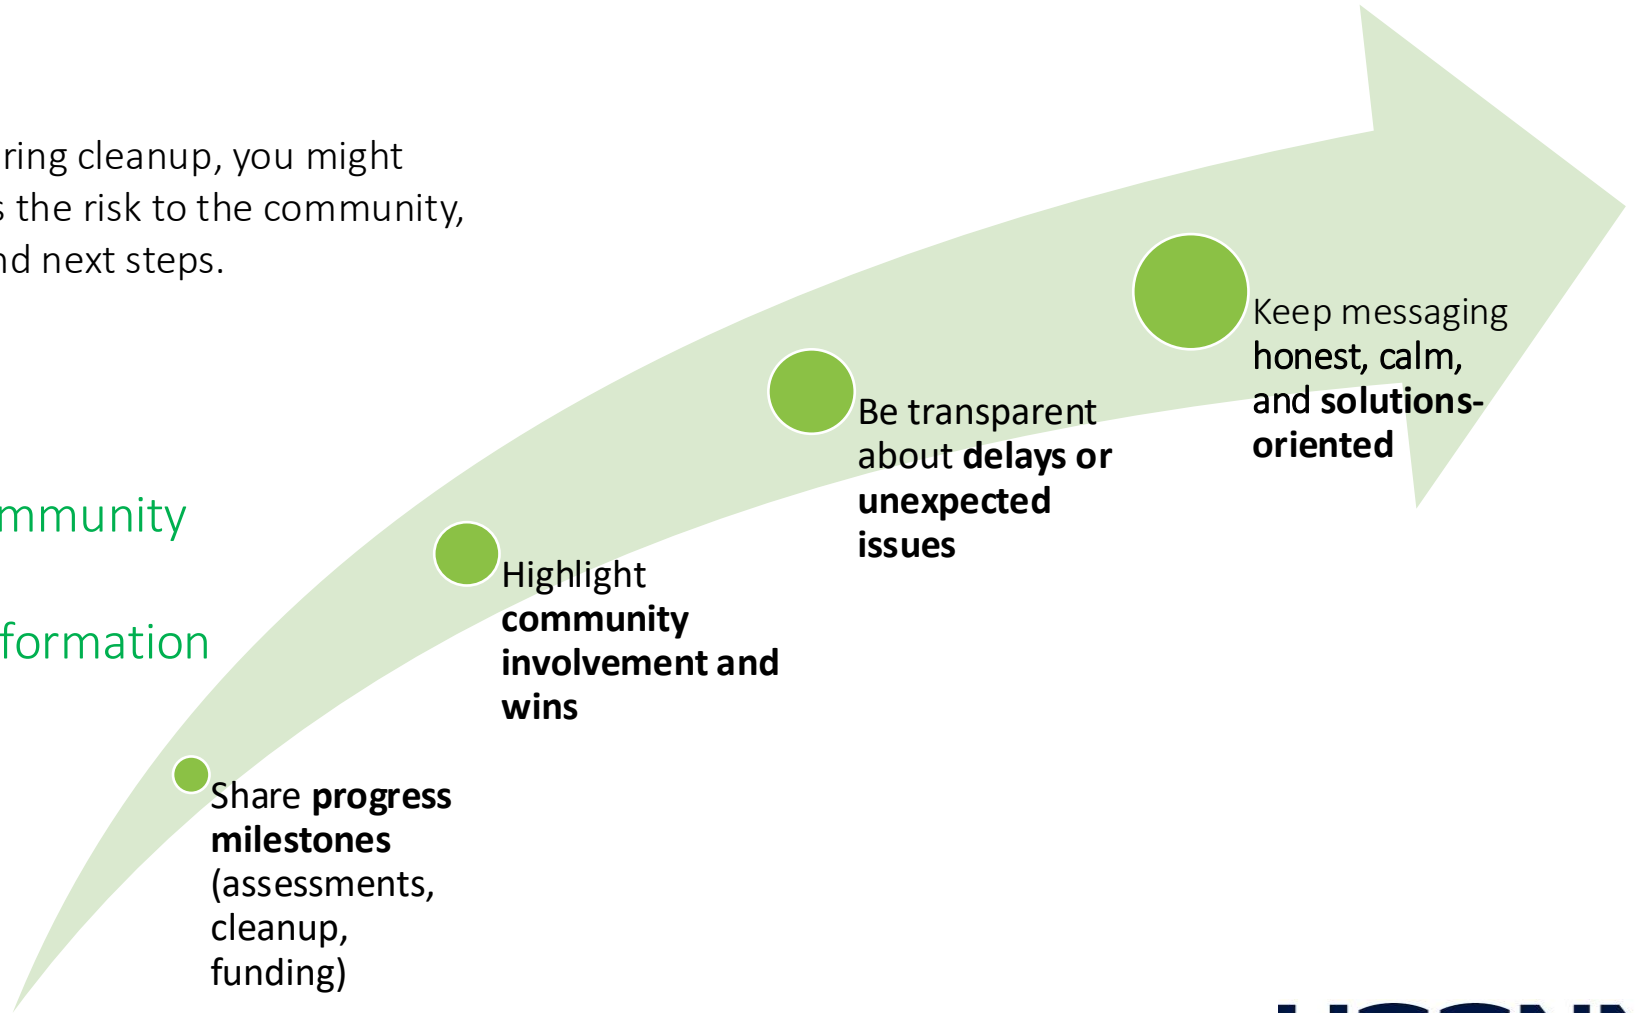 ring cleanup, you might
s the risk to the community,
nd next steps.
mmunity
formation
Share progress
milestones
(assessments,
cleanup,
funding)
Highlight
community
involvement and
wins
Be transparent
about delays or
unexpected
issues
Keep messaging
honest, calm,
and solutions-
oriented